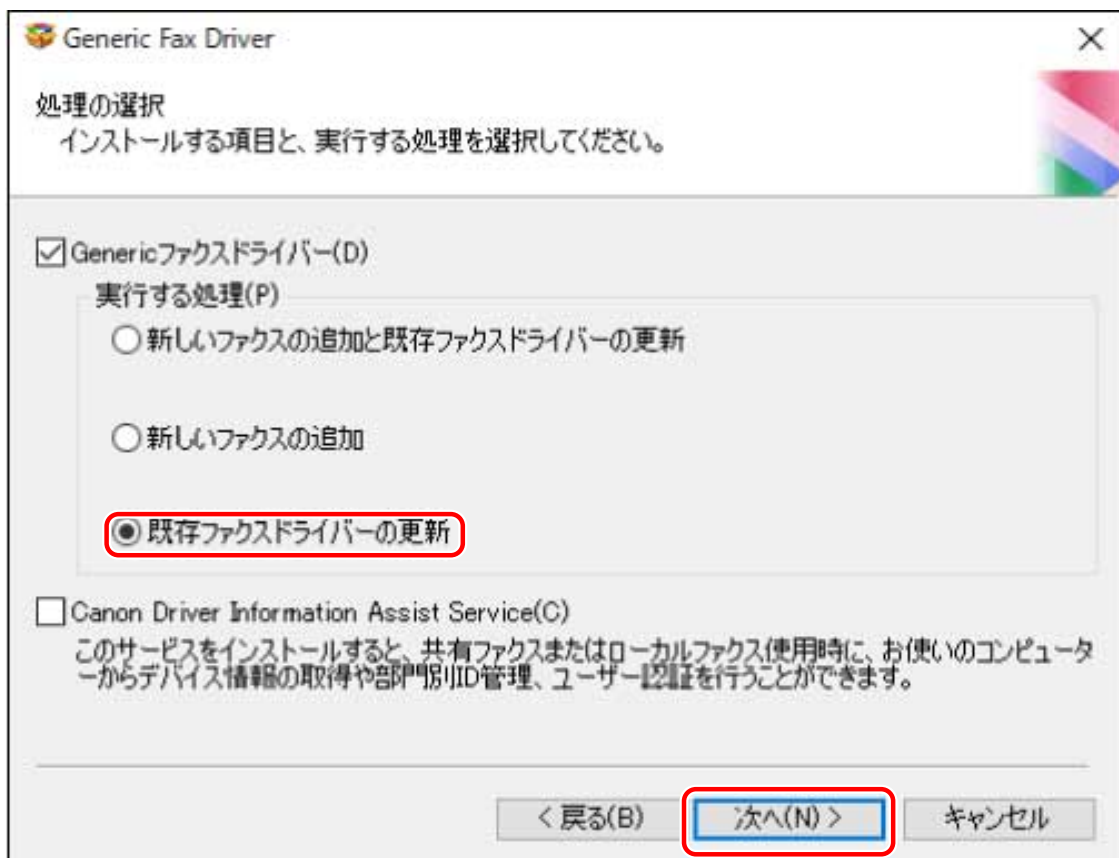 Generic Fax Driver
処理の選択
インストールする項目と、実行する処理を選択してください。
Genericファクスドライバー(D)
実行する処理(P)
新しいファクスの追加と既存ファクスドライバーの更新
新しいファクスの追加
既存ファクスドライバーの更新
Canon Driver Information Assist Service(C)
このサービスをインストールすると、共有ファクスまたはローカルファクス使用時に、お使いのコンピュータ
ーからデバイス情報の取得や部門別ID管理、ユーザー認証を行うことができます。
< 戻る(B)
次へ(N) >
キャンセル